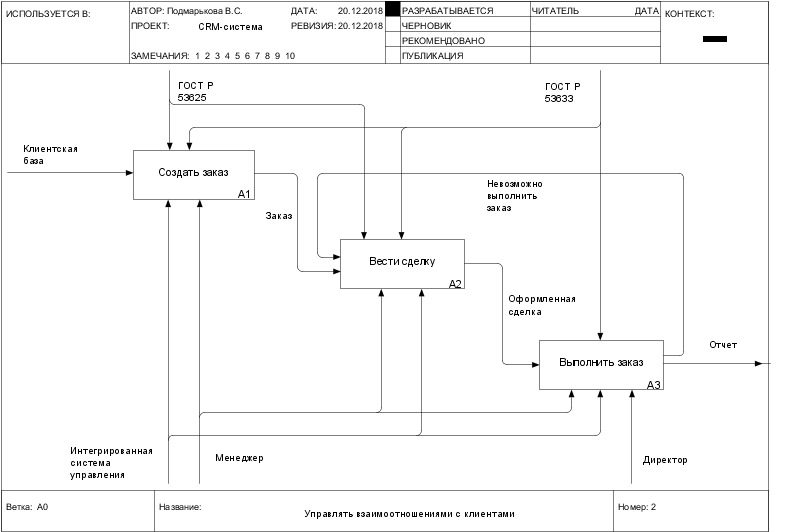 ИСПОЛЬЗУЕТСЯ В:
АВТОР: Подмарькова В.С.
ДАТА: 20.12.2018
ПРОЕКТ: CRM-система
РЕВИЗИЯ: 20.12.2018
ЗАМЕЧАНИЯ: 1 2 3 4 5 6 7 8 9 10
РАЗРАБАТЫВАЕТСЯ
ЧЕРНОВИК
РЕКОМЕНДОВАНО
ПУБЛИКАЦИЯ
ЧИТАТЕЛЬ
ДАТА
КОНТЕКСТ:
ГОСТ Р
53625
ГОСТ Р
53633
Клиентская
база
Создать заказ
A1
Заказ
Невозможно
выполнить
заказ
Вести сделку
A2
Оформленная
сделка
Выполнить заказ
A3
Отчет
Интегрированная
система
управления
Менеджер
Директор
Ветка: A0
Название:
Управлять взаимоотношениями с клиентами
Номер: 2